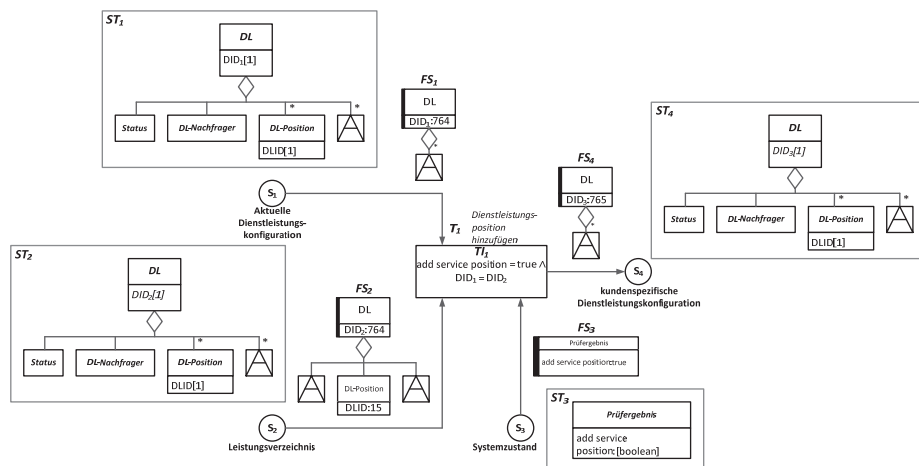 ST1
DL
DID1[1]
Status
DL-Nachfrager
*
DL-Position
DLID[1]
*
FS1
DL
DID1:764
*
S1
Aktuelle
Dienstleistungs-
konfiguration
ST2
DL
DID2[1]
Status
DL-Nachfrager
*
DL-Position
DLID[1]
*
FS2
DL
DID2:764
DL-Position
DLID:15
S2
Leistungsverzeichnis
T1
Dienstleistungs-
position
hinzufügen
TI1
add service position = true ∧
DID1 = DID2
S3
Systemzustand
FS3
Prüfergebnis
add service position:true
ST3
Prüfergebnis
add service
position: [boolean]
FS4
DL
DID3:765
*
S4
kundenspezifische
Dienstleistungskonfiguration
ST4
DL
DID3[1]
Status
DL-Nachfrager
*
DL-Position
DLID[1]
*